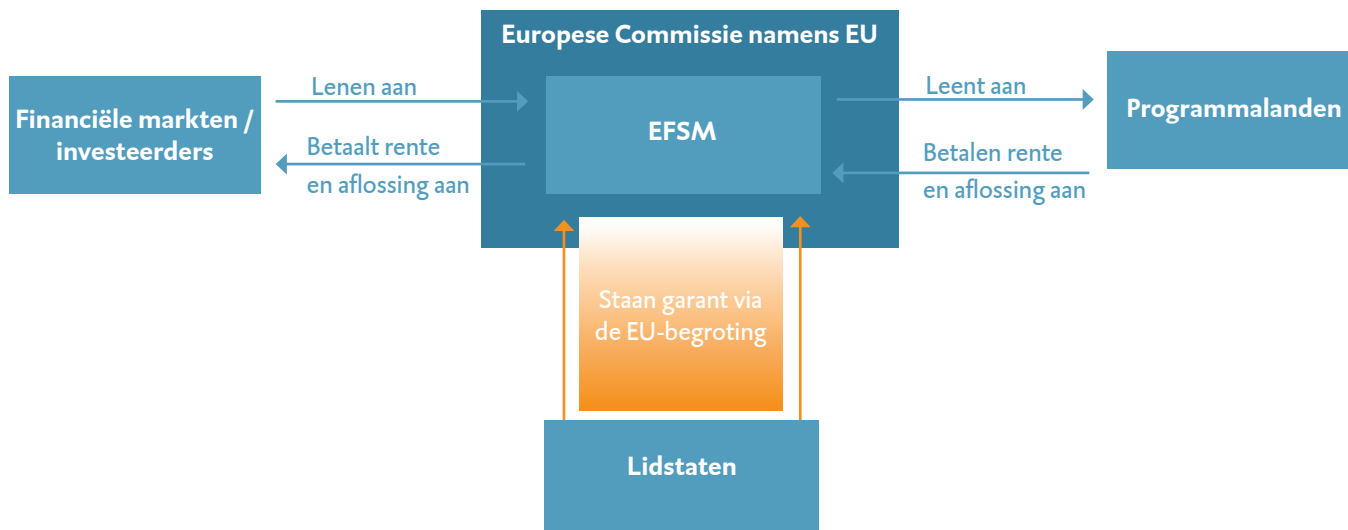 Europese Commissie namens EU
Financiële markten /
investeerders
Lenen aan
Betaalt rente
en aflossing aan
EFSM
Leent aan
Betalen rente
en aflossing aan
Programmalanden
Staan garant via
de EU-begroting
Lidstaten